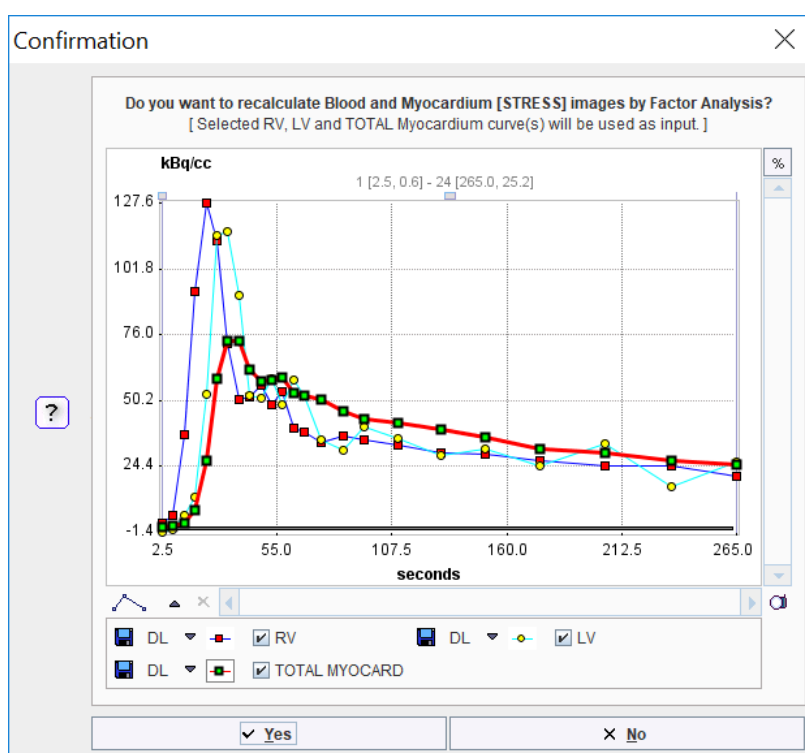 Confirmation
Do you want to recalculate Blood and Myocardium [STRESS] images by Factor Analysis?
[ Selected RV, LV and TOTAL Myocardium curve(s) will be used as input. ]
kBq/cc
%
1 [2.5, 0.6] - 24 [265.0, 25.2]
127.6
101.8
76.0
50.2
24.4
-1.4
2.5 55.0 107.5 160.0 212.5 265.0
seconds
?
DL RV DL LV
DL TOTAL MYOCARD
Yes No